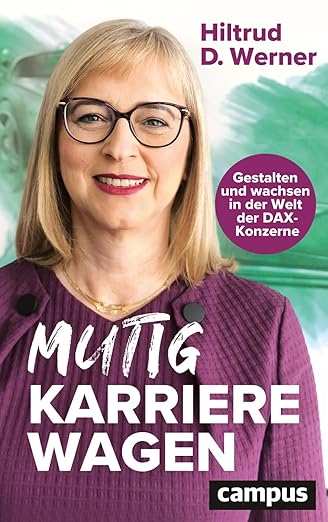 Hiltrud
D. Werner
Gestalten
und wachsen
in der Welt
der DAX-
Konzerne
MUTIG
KARRIERE
WAGEN
campus